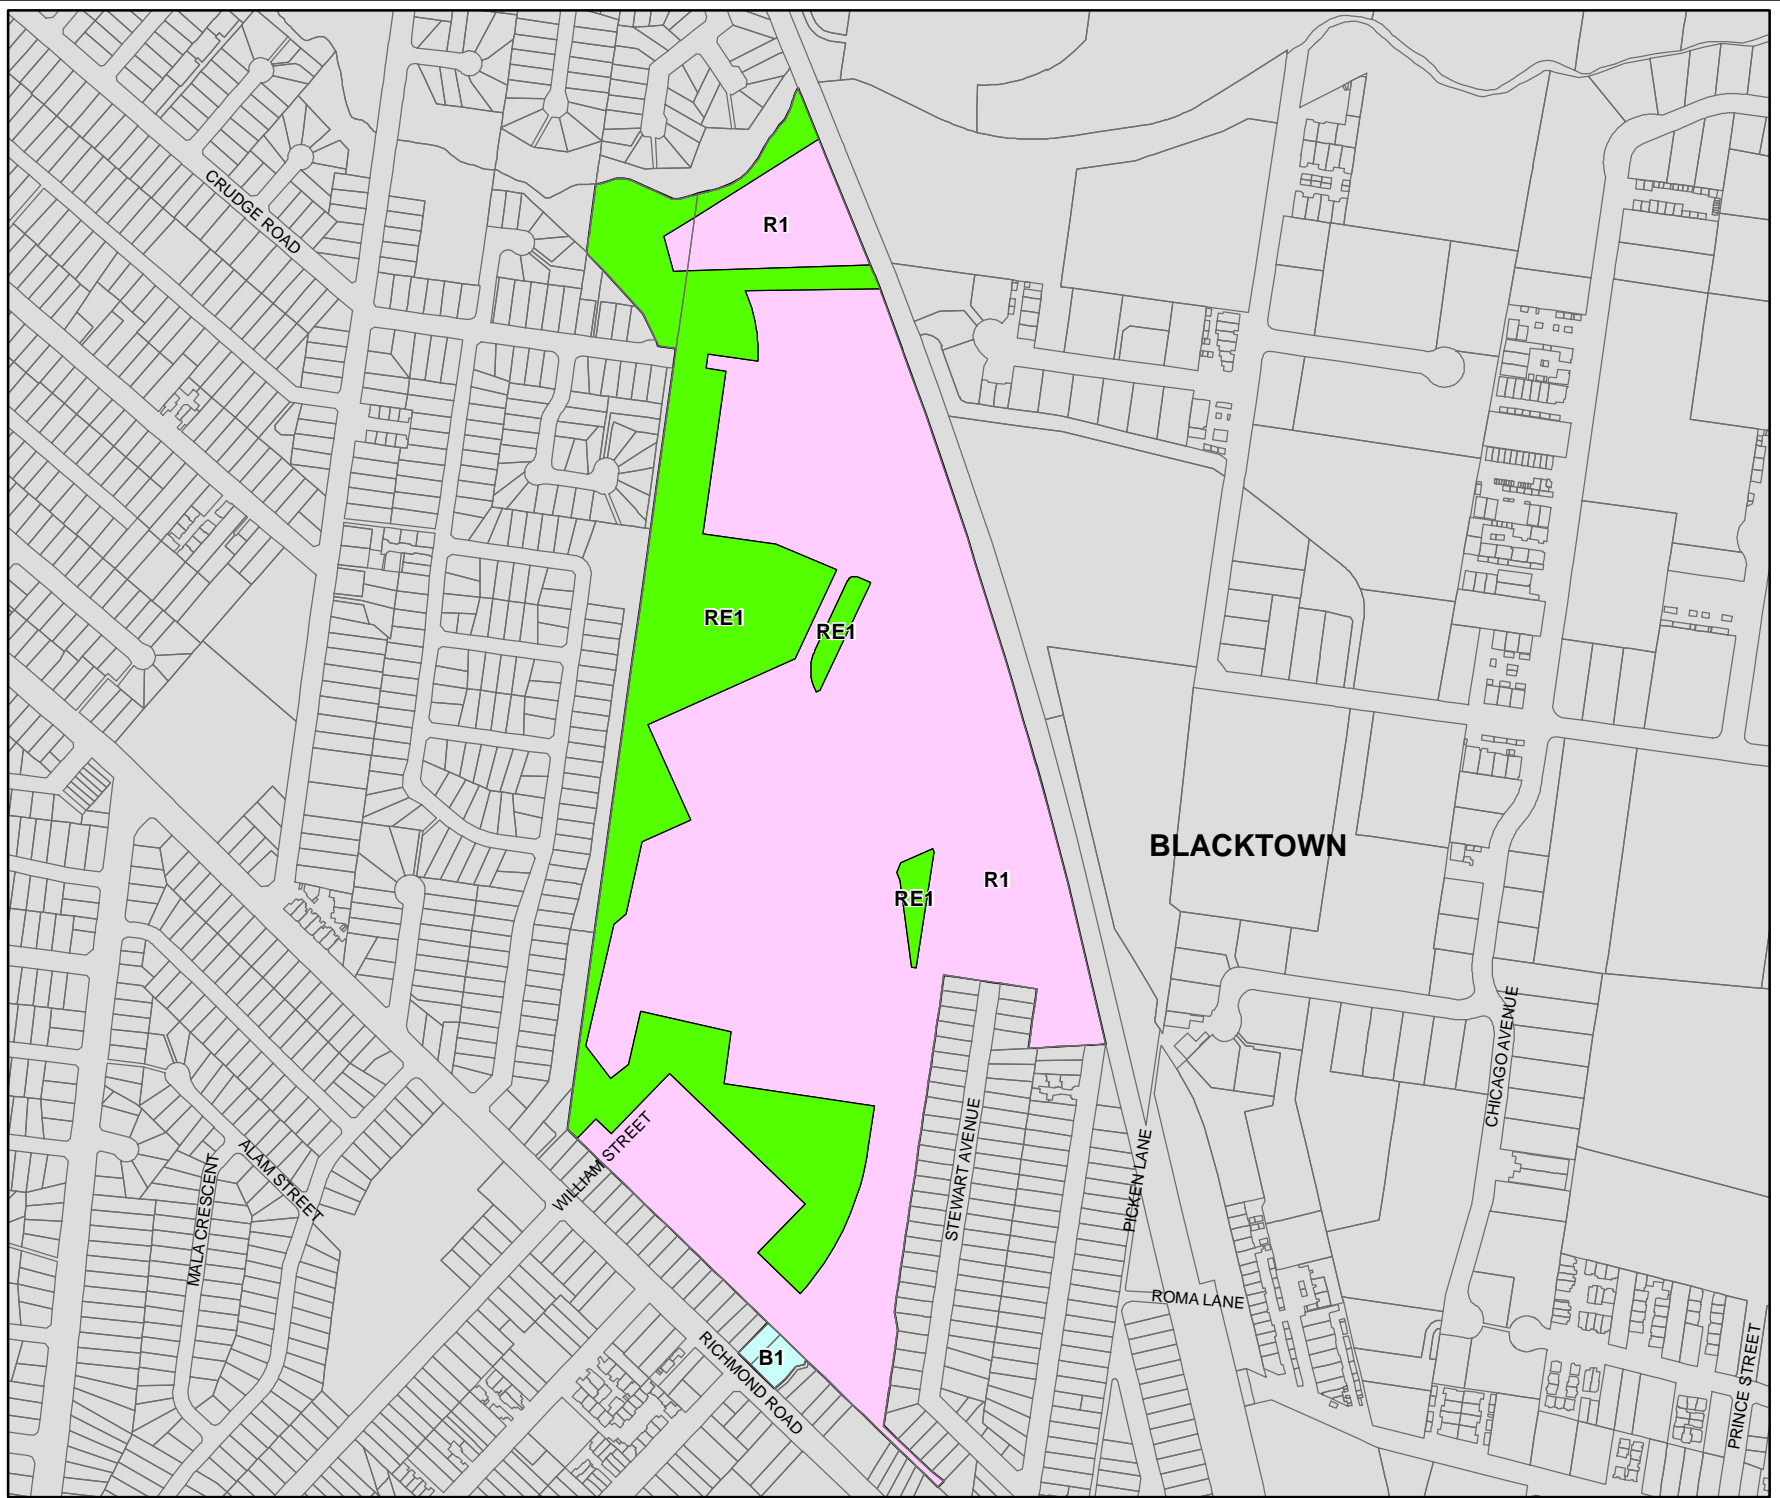 CRUDGE ROAD
R1
RE1
RE1
BLACKTOWN
R1
RE1
CHICAGO AVENUE
STEWART AVENUE
PICKEN LANE
WILLIAM STREET
ALAM STREET
MALA CRESCENT
ROMA LANE
B1
RICHMOND ROAD
PRINCE STREET